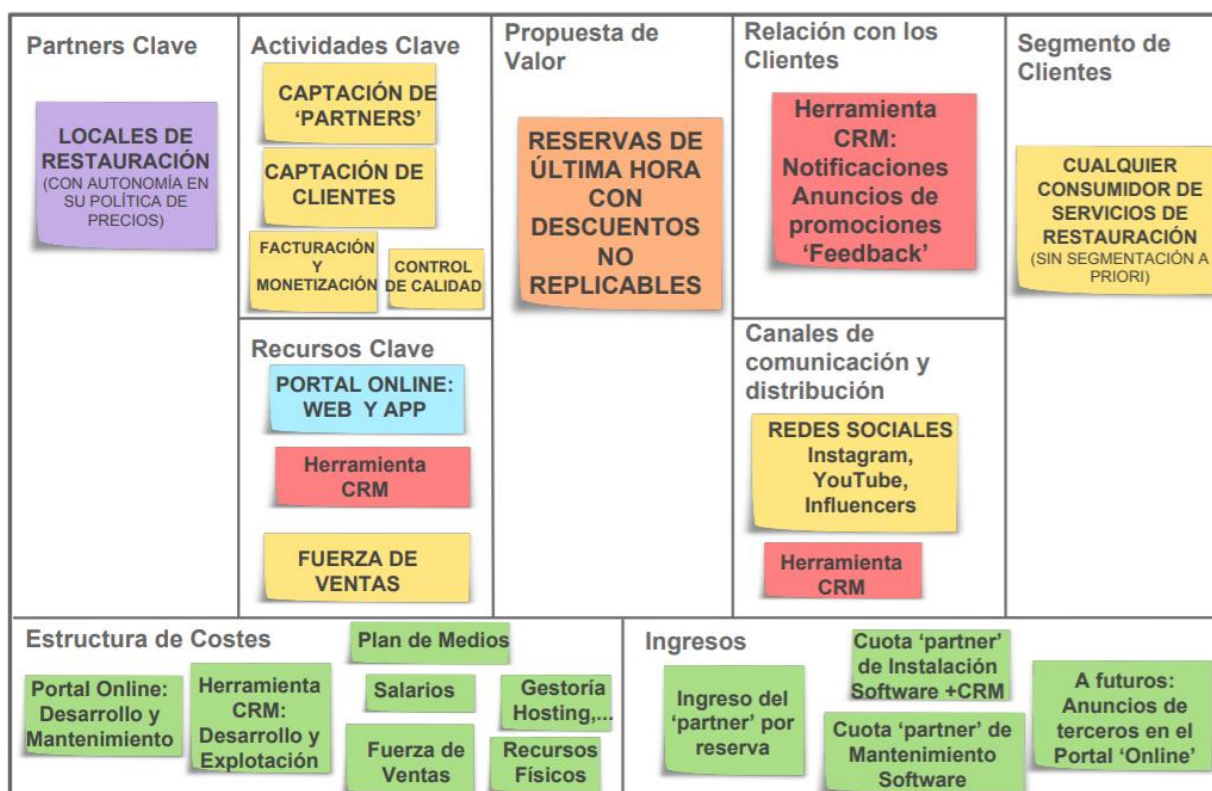 Partners Clave
LOCALES DE
RESTAURACIÓN
(CON AUTONOMÍA EN
SU POLÍTICA DE
PRECIOS)
Actividades Clave
CAPTACIÓN DE
‘PARTNERS’
CAPTACIÓN DE
CLIENTES
FACTURACIÓN
Y
MONETIZACIÓN
CONTROL
DE CALIDAD
Recursos Clave
PORTAL ONLINE:
WEB Y APP
Herramienta
CRM
FUERZA DE
VENTAS
Propuesta de
Valor
RESERVAS DE
ÚLTIMA HORA
CON
DESCUENTOS
NO
REPLICABLES
Relación con los
Clientes
Herramienta
CRM:
Notificaciones
Anuncios de
promociones
‘Feedback’
Canales de
comunicación y
distribución
REDES SOCIALES
Instagram,
YouTube,
Influencers
Herramienta
CRM
Segmento de
Clientes
CUALQUIER
CONSUMIDOR DE
SERVICIOS DE
RESTAURACIÓN
(SIN SEGMENTACIÓN A
PRIORI)
Estructura de Costes
Portal Online:
Desarrollo y
Mantenimiento
Herramienta
CRM:
Desarrollo y
Explotación
Plan de Medios
Salarios
Fuerza de
Ventas
Gestoría
Hosting,...
Recursos
Físicos
Ingresos
Ingreso del
‘partner’ por
reserva
Cuota ‘partner’
de Instalación
Software +CRM
Cuota ‘partner’ de
Mantenimiento
Software
A futuros:
Anuncios de
terceros en el
Portal ‘Online’